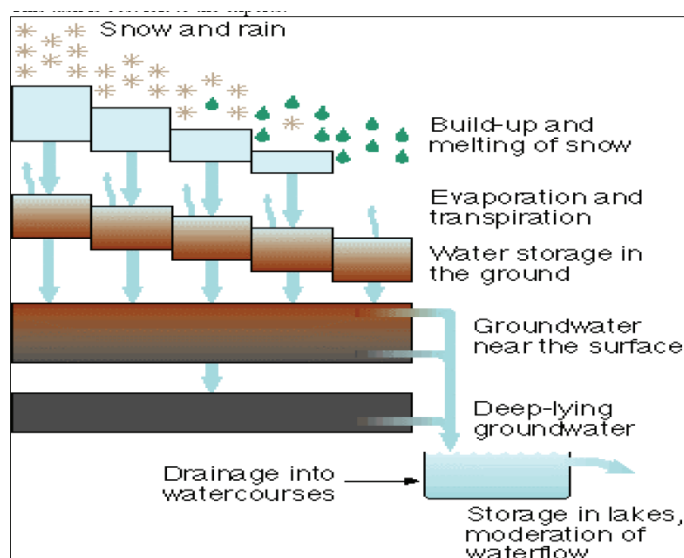 Snow and rain
Build-up and
melting of snow
Evaporation and
transpiration
Water storage in
the ground
Groundwater
near the surface
Deep-lying
groundwater
Drainage into
watercourses
Storage in lakes,
moderation of
waterflow